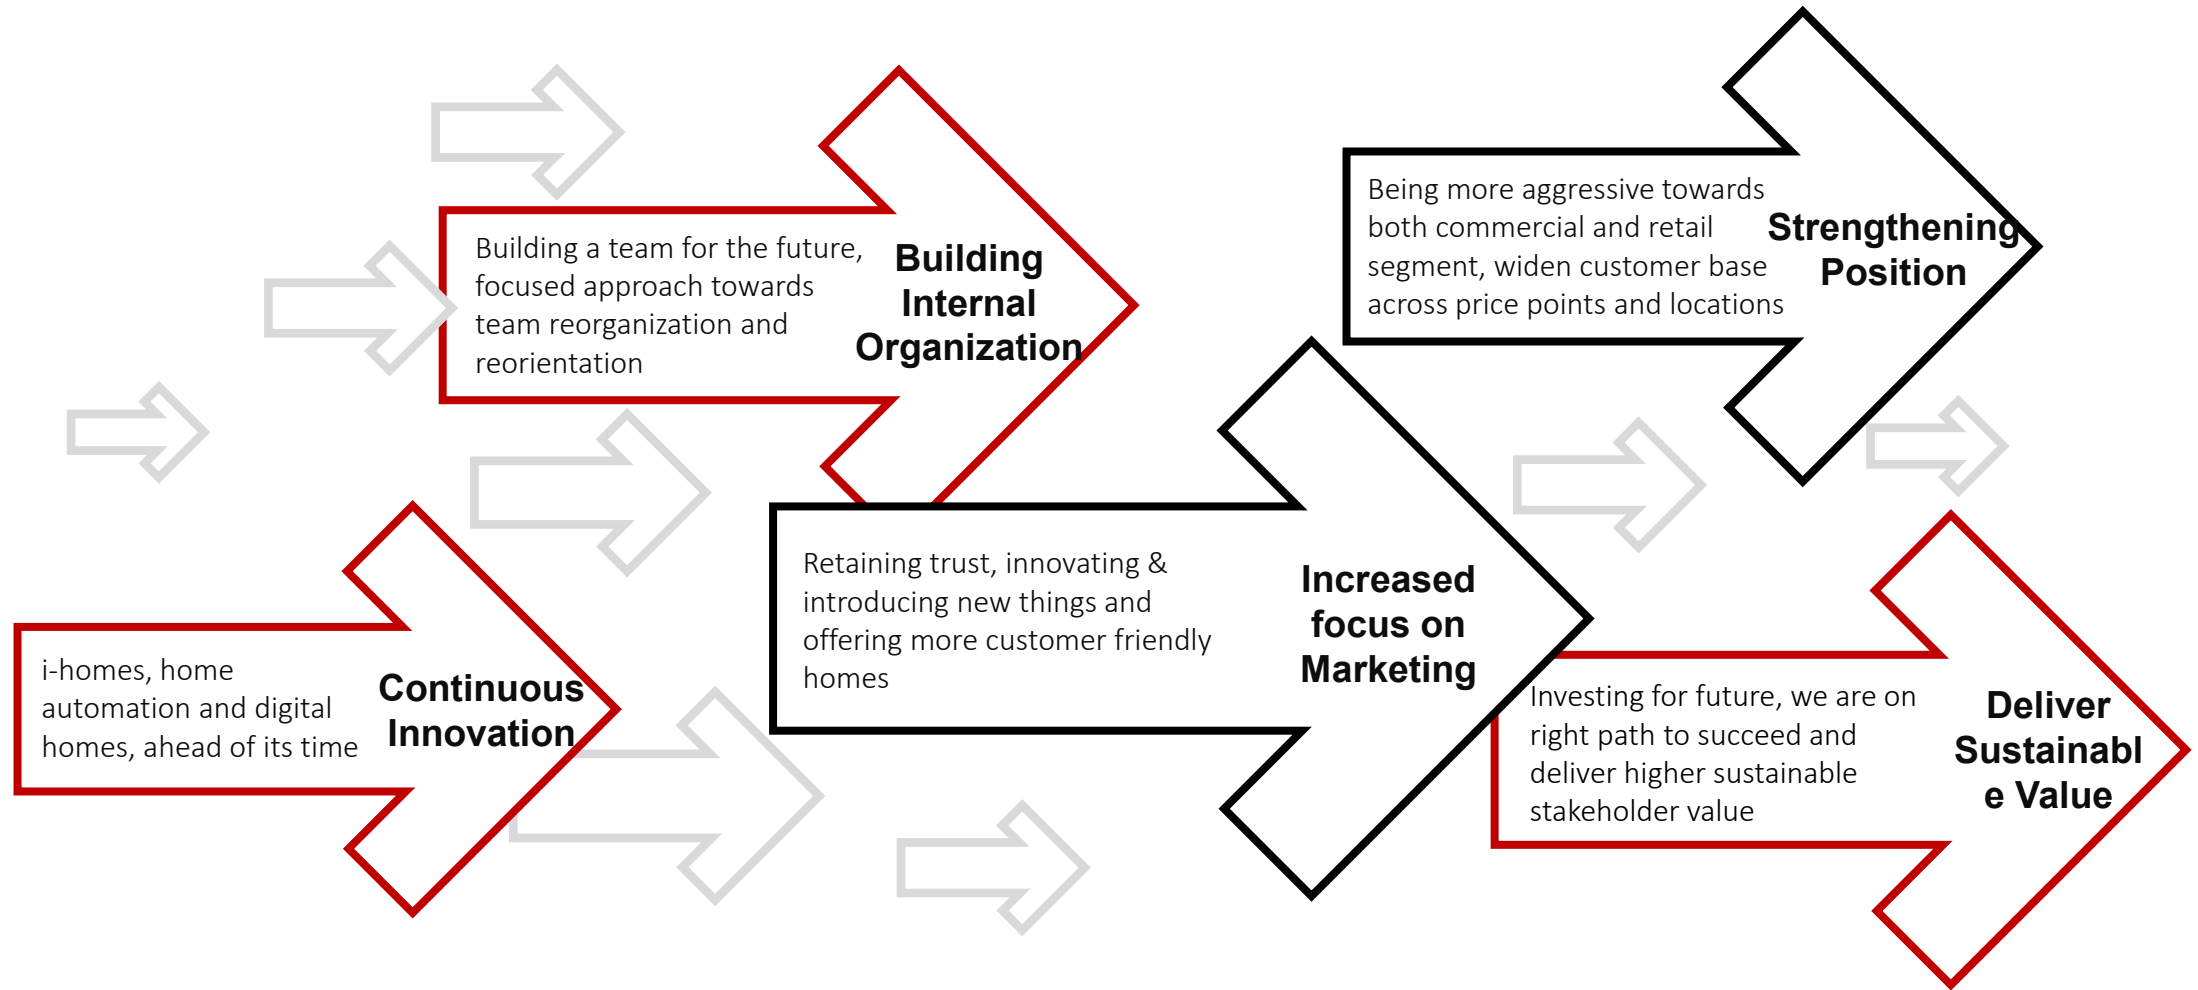 i-homes, home
automation and digital
homes, ahead of its time
Continuous
Innovation
Building a team for the future,
focused approach towards
team reorganization and
reorientation
Building
Internal
Organization
Retaining trust, innovating &
introducing new things and
offering more customer friendly
homes
Increased
focus on
Marketing
Being more aggressive towards
both commercial and retail
segment, widen customer base
across price points and locations
Strengthening
Position
Investing for future, we are on
right path to succeed and
deliver higher sustainable
stakeholder value
Deliver
Sustainabl
e Value